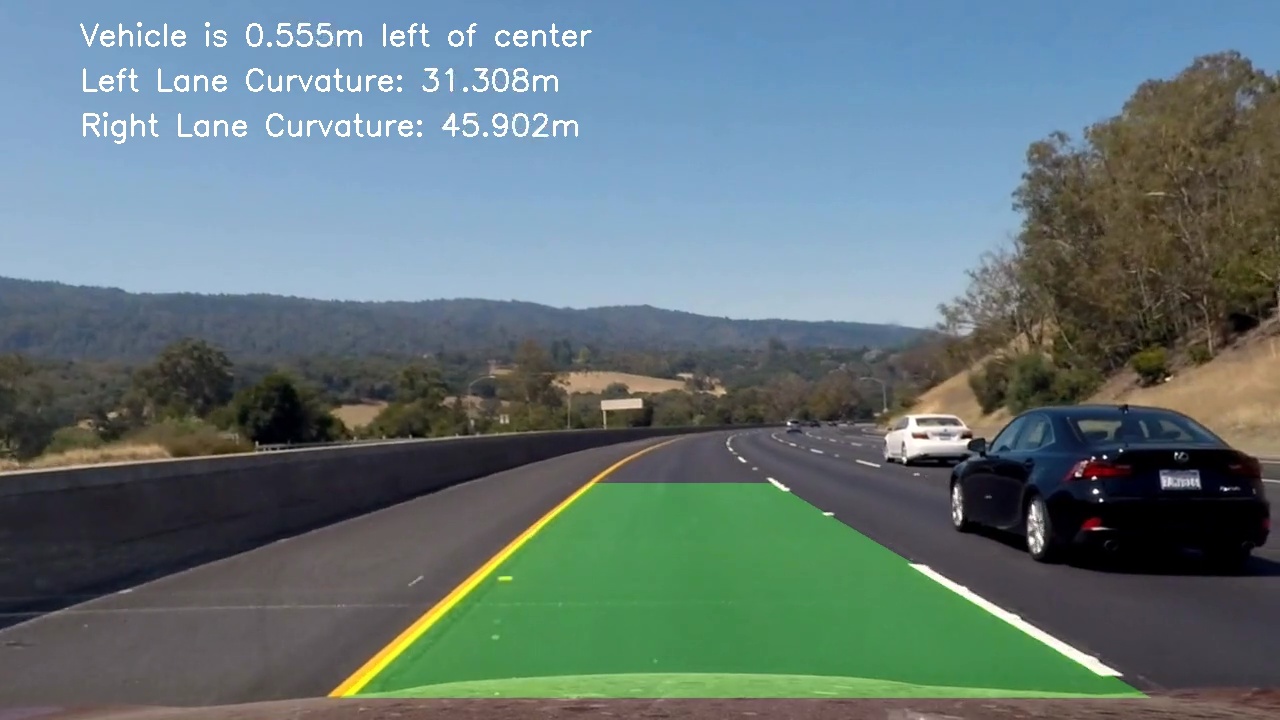 Vehicle is 0.555m left of center
Left Lane Curvature: 31.308m
Right Lane Curvature: 45.902m